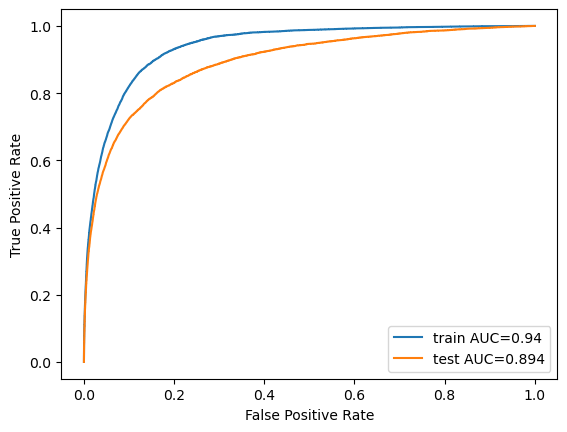 1.0
0.8
0.6
0.4
0.2
0.0
True Positive Rate
train AUC=0.94
test AUC=0.894
0.0 0.2 0.4 0.6 0.8 1.0
False Positive Rate